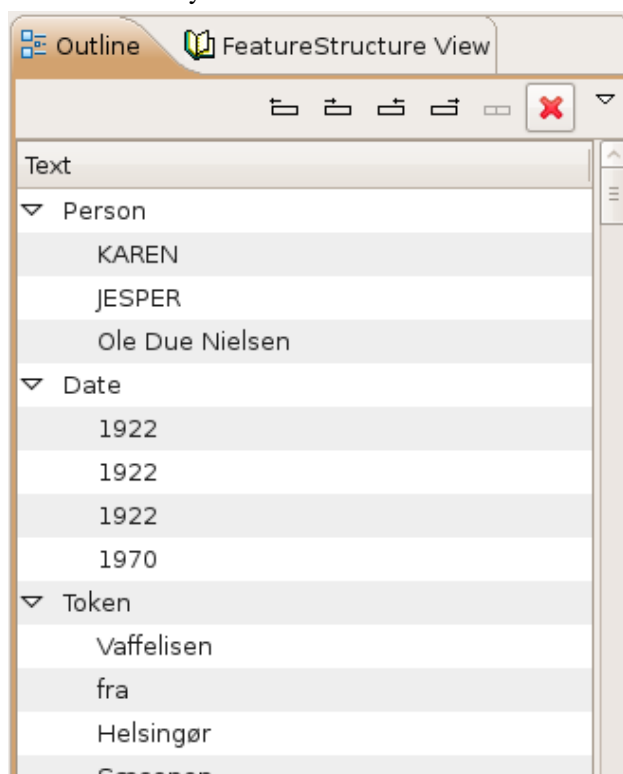 Outline
FeatureStructure View
Text
Person
KAREN
JESPER
Ole Due Nielsen
Date
1922
1922
1922
1970
Token
Vaffelisen
fra
Helsingør